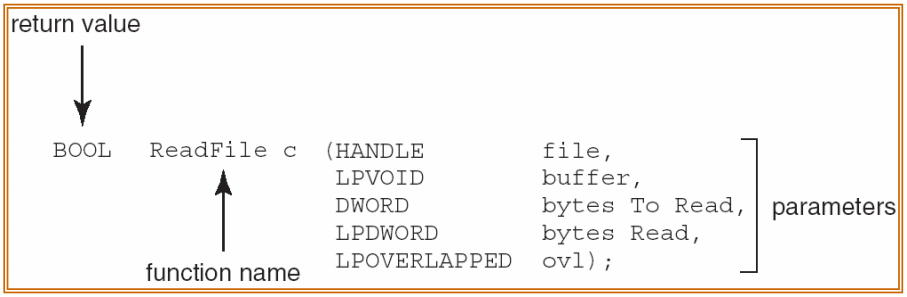 return value
BOOL ReadFile c (HANDLE file,
LPVOID buffer,
DWORD bytes To Read,
LPDWORD bytes Read,
LPOVERLAPPED ovl);
parameters
function name